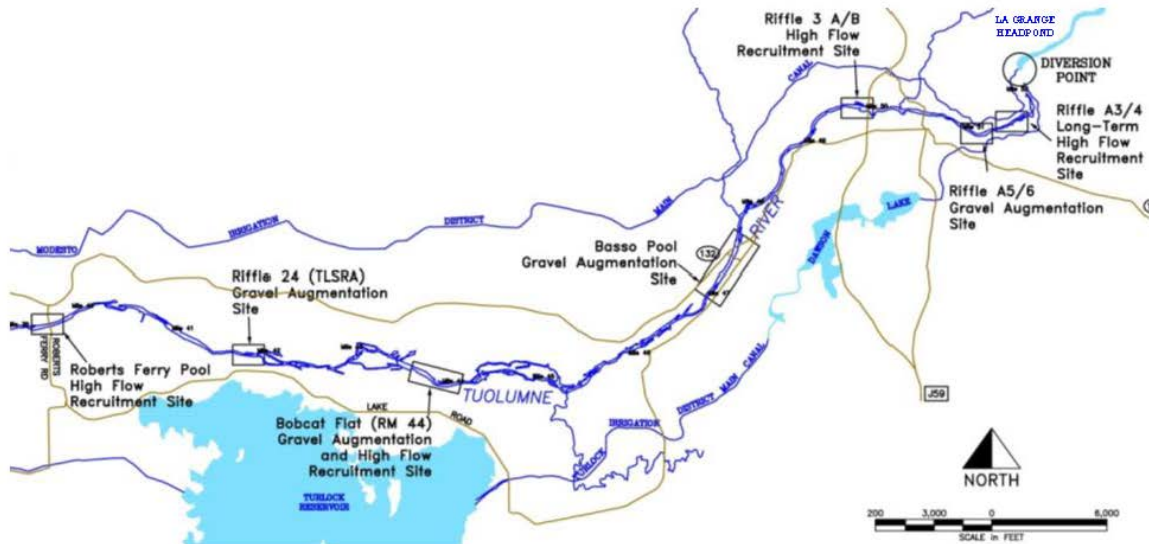 LA GRANGE
HEADPOND
DIVERSION
POINT
Riffle 3 A/B
High Flow
Recruitment
Site
CANAL
Riffle A3/4
Long-Term
High Flow
Recruitment
Site
Riffle A5/6
Gravel Augmentation
Site
LAKE
DAWSON
RIVER
132
Basso Pool
Gravel Augmentation
Site
MODESTO
IRRIGATION
DISTRICT
MAIN
Riffle 24 (TLSRA)
Gravel Augmentation
Site
Mile 41
ROBERTS
FERRY RD
Roberts Ferry Pool
High Flow
Recruitment Site
TUOLUMNE
LAKE
ROAD
Bobcat Flat (RM 44)
Gravel Augmentation
and High Flow
Recruitment Site
TURLOCK
RESERVOIR
TURLOCK
IRRIGATION
DISTRICT MAIN CANAL
J59
NORTH
200
3,000
0
6,000
SCALE in FEET